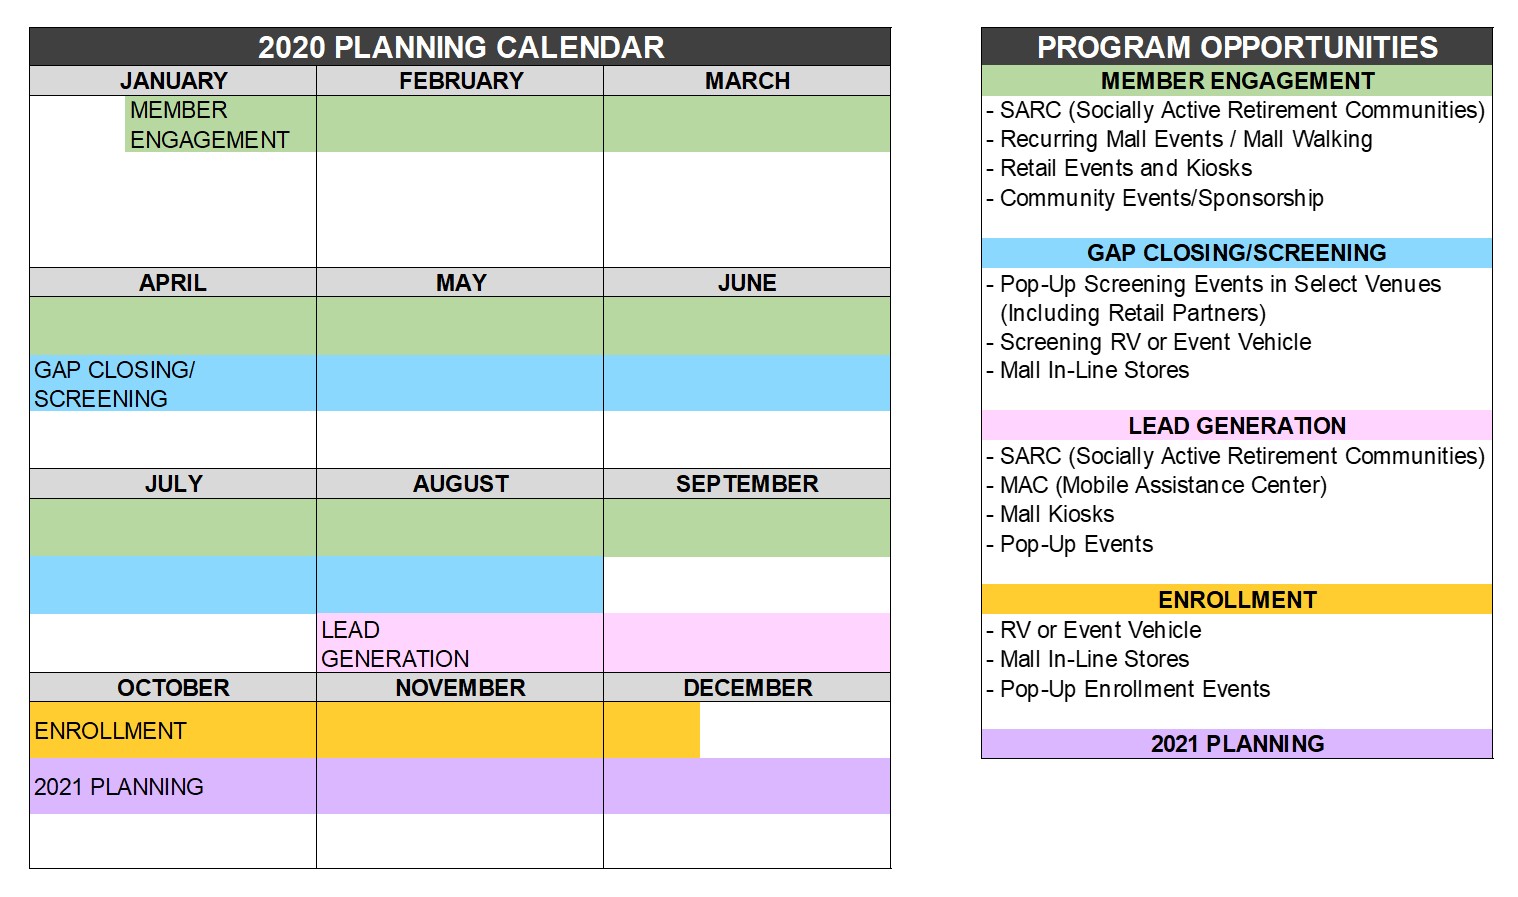 2020 PLANNING CALENDAR
JANUARY
FEBRUARY
MARCH
MEMBER
ENGAGEMENT
APRIL
MAY
JUNE
GAP CLOSING/
SCREENING
JULY
AUGUST
SEPTEMBER
LEAD
GENERATION
OCTOBER
NOVEMBER
DECEMBER
ENROLLMENT
2021 PLANNING
PROGRAM OPPORTUNITIES
MEMBER ENGAGEMENT
- SARC (Socially Active Retirement Communities)
- Recurring Mall Events / Mall Walking
- Retail Events and Kiosks
- Community Events/Sponsorship
GAP CLOSING/SCREENING
- Pop-Up Screening Events in Select Venues
(Including Retail Partners)
- Screening RV or Event Vehicle
- Mall In-Line Stores
LEAD GENERATION
- SARC (Socially Active Retirement Communities)
- MAC (Mobile Assistance Center)
- Mall Kiosks
- Pop-Up Events
ENROLLMENT
- RV or Event Vehicle
- Mall In-Line Stores
- Pop-Up Enrollment Events
2021 PLANNING